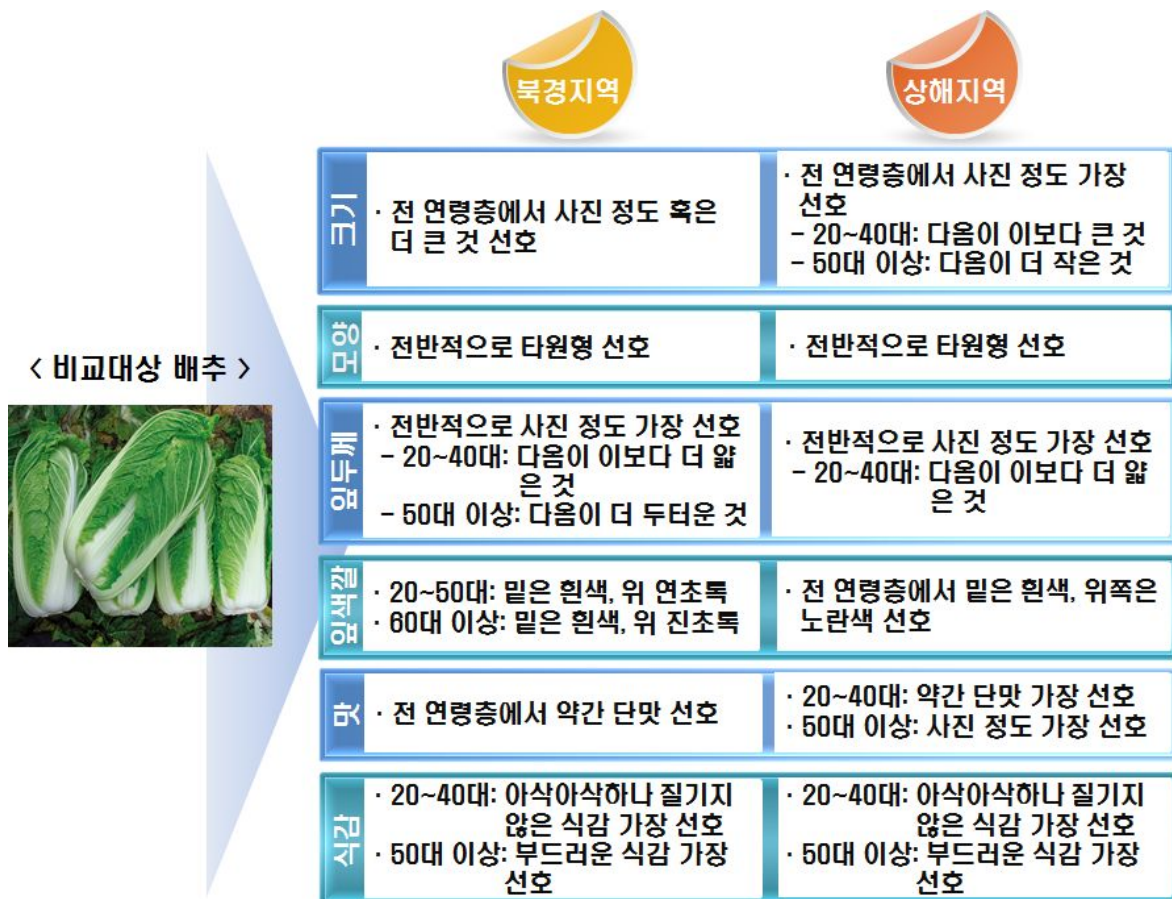 북경지역
상해지역
< 비교대상 배추 >
크기
· 전 연령층에서 사진 정도 혹은
더 큰 것 선호
· 전 연령층에서 사진 정도 가장
선호
- 20~40대: 다음이 이보다 큰 것
- 50대 이상: 다음이 더 작은 것
모양
· 전반적으로 타원형 선호
· 전반적으로 타원형 선호
잎두께
· 전반적으로 사진 정도 가장 선호
- 20~40대: 다음이 이보다 더 얇
은 것
- 50대 이상: 다음이 더 두터운 것
· 전반적으로 사진 정도 가장 선호
- 20~40대: 다음이 이보다 더 얇
은 것
잎색깔
· 20~50대: 밑은 흰색, 위 연초록
· 60대 이상: 밑은 흰색, 위 진초록
· 전 연령층에서 밑은 흰색, 위쪽은
노란색 선호
맛
· 전 연령층에서 약간 단맛 선호
· 20~40대: 약간 단맛 가장 선호
· 50대 이상: 사진 정도 가장 선호
식감
· 20~40대: 아삭아삭하나 질기지
않은 식감 가장 선호
· 50대 이상: 부드러운 식감 가장
선호
· 20~40대: 아삭아삭하나 질기지
않은 식감 가장 선호
· 50대 이상: 부드러운 식감 가장
선호